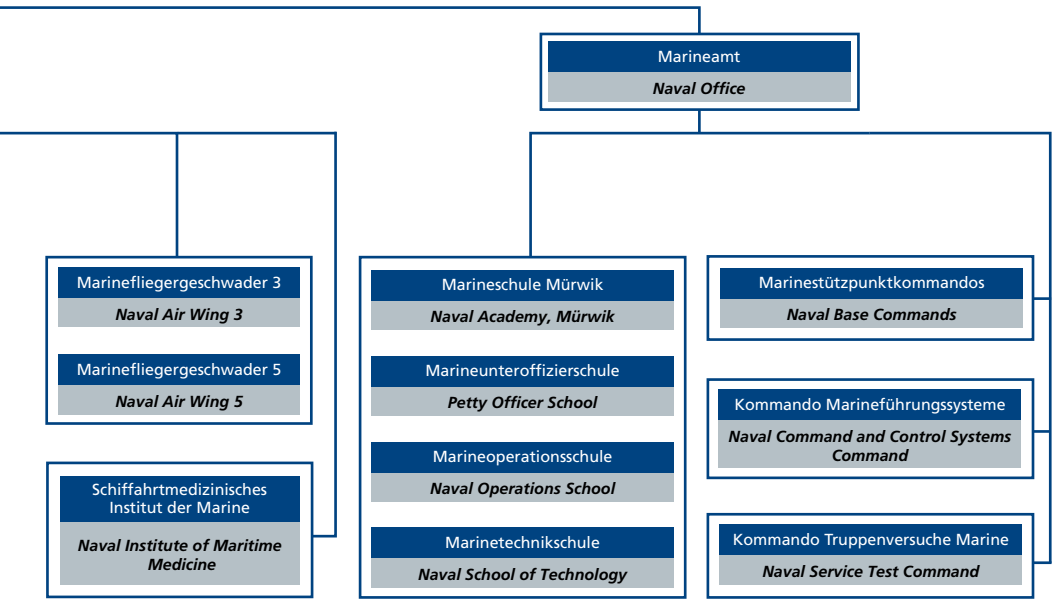 Marineamt
Naval Office
Marinefliegergeschwader 3
Naval Air Wing 3
Marinefliegergeschwader 5
Naval Air Wing 5
Schiffahrtmedizinisches
Institut der Marine
Naval Institute of Maritime
Medicine
Marineschule Mürwik
Naval Academy, Mürwik
Marineunteroffizierschule
Petty Officer School
Marineoperationsschule
Naval Operations School
Marinetechnikschule
Naval School of Technology
Marinestützpunktkommandos
Naval Base Commands
Kommando Marineführungssysteme
Naval Command and Control Systems
Command
Kommando Truppenversuche Marine
Naval Service Test Command